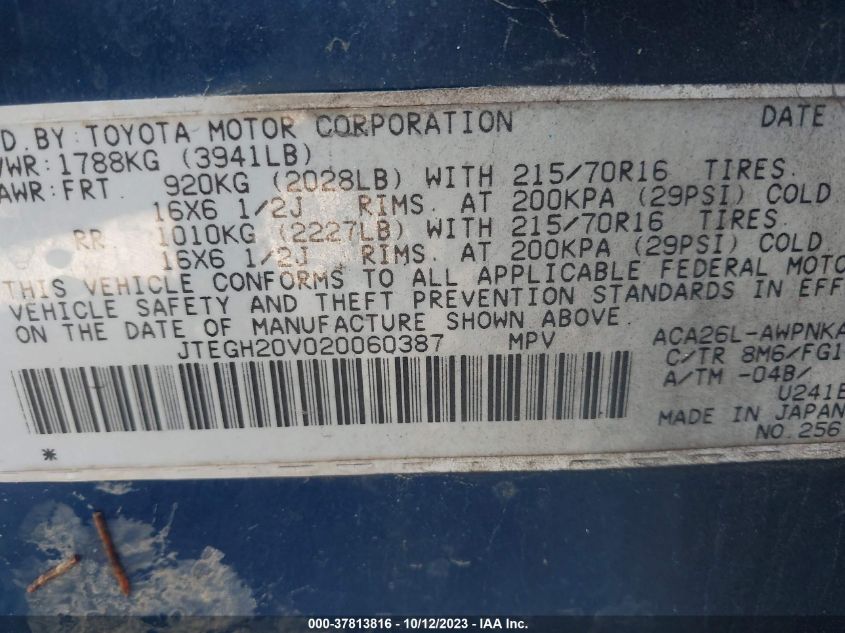 D. BY TOYOTA MOTOR CORPORATION DATE
VWR: 1788KG (3941LB)
AWR: FRT. 920KG (2028LB) WITH 215/70R16 TIRES.
16X6 1/2J RIMS. AT 200KPA (29PSI) COLD
RR. 1010KG (2227LB) WITH 215/70R16 TIRES.
16X6 1/2J RIMS. AT 200KPA (29PSI) COLD.
THIS VEHICLE CONFORMS TO ALL APPLICABLE FEDERAL MOTO
VEHICLE SAFETY AND THEFT PREVENTION STANDARDS IN EFF
ON THE DATE OF MANUFACTURE SHOWN ABOVE.
JTEGH20V020060387 MPV ACA26L-AWPNKA
C/TR 8M6/FG1
A/TM -04B/
U241E
MADE IN JAPAN
NO. 256
*
000-37813816 - 10/12/2023 - IAA Inc.